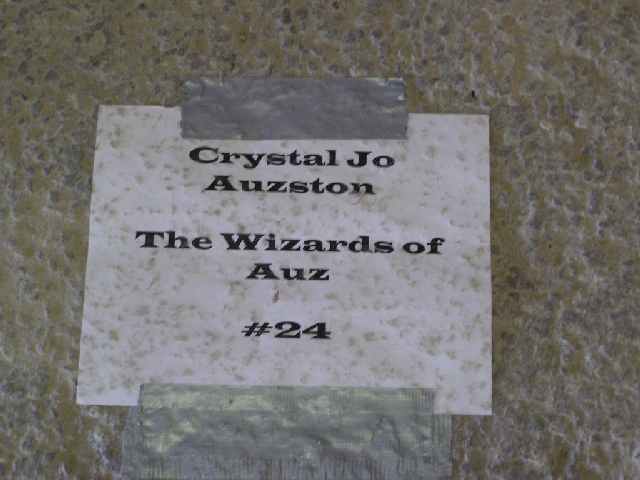 Crystal Jo
Auzston
The Wizards of
Auz
#24